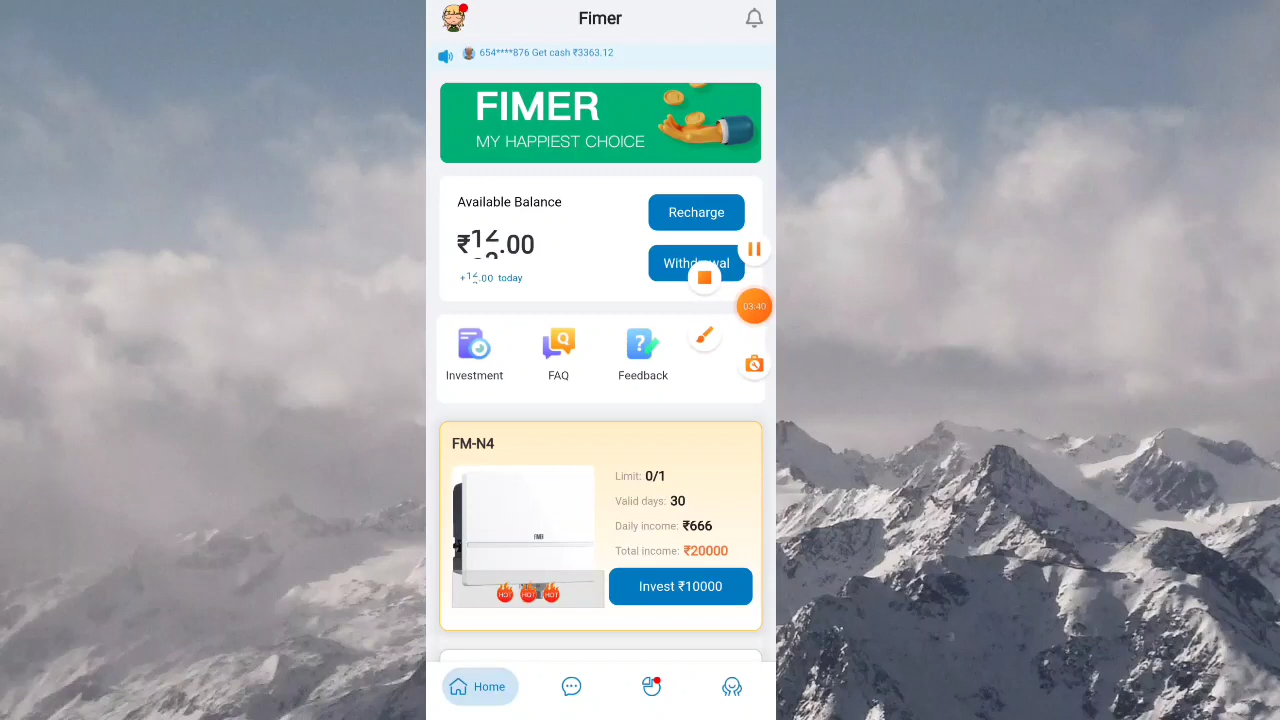 Fimer
654****876 Get cash ₹3363.12
FIMER
MY HAPPIEST CHOICE
Available Balance
Recharge
.00
Withdrawal
.00 today
03:40
Investment
FAQ
Feedback
FM-N4
Limit: 0/1
Valid days: 30
Daily income: ₹666
Total income: ₹20000
FIMER
HOT HOT HOT
Invest ₹10000
Home